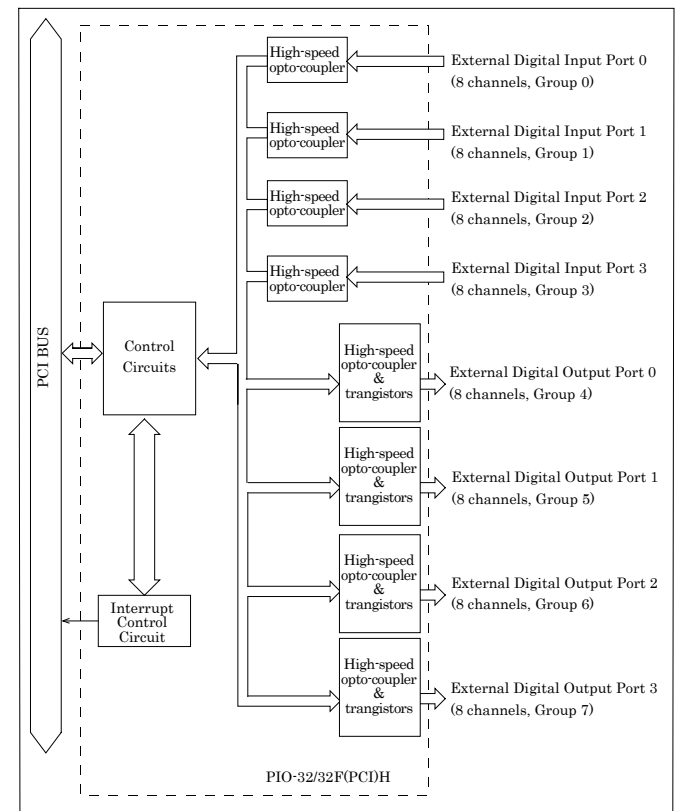 High-speed
opto-coupler
External Digital Input Port 0
(8 channels, Group 0)
High-speed
opto-coupler
External Digital Input Port 1
(8 channels, Group 1)
High-speed
opto-coupler
External Digital Input Port 2
(8 channels, Group 2)
High-speed
opto-coupler
External Digital Input Port 3
(8 channels, Group 3)
PCI BUS
Control
Circuits
High-speed
opto-coupler
&
trangistors
External Digital Output Port 0
(8 channels, Group 4)
High-speed
opto-coupler
&
trangistors
External Digital Output Port 1
(8 channels, Group 5)
High-speed
opto-coupler
&
trangistors
External Digital Output Port 2
(8 channels, Group 6)
Interrupt
Control
Circuit
High-speed
opto-coupler
&
trangistors
External Digital Output Port 3
(8 channels, Group 7)
PIO-32/32F(PCI)H